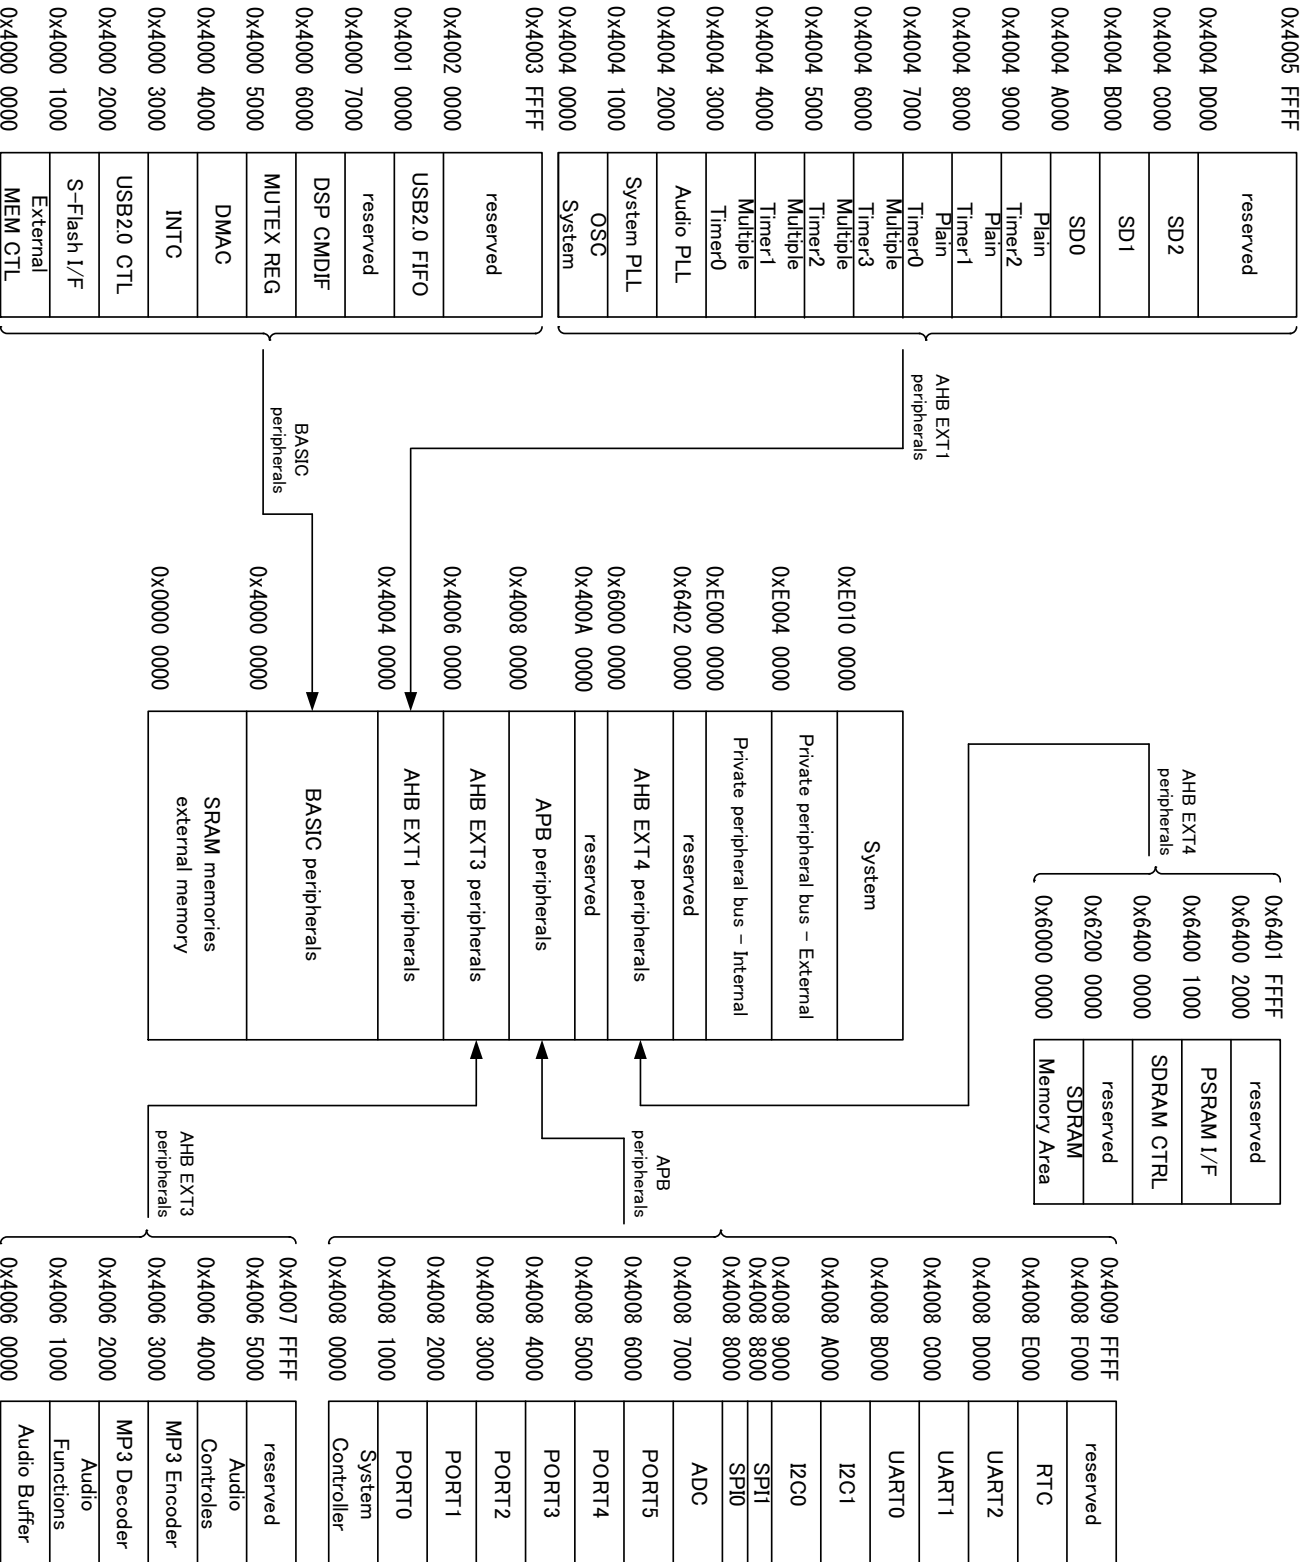 0x4005 FFFF
reserved
0x4004 D000
SD2
0x4004 C000
SD1
0x4004 B000
SD0
0x4004 A000
Plain
Timer2
0x4004 9000
Plain
Timer1
0x4004 8000
Plain
Timer0
0x4004 7000
Multiple
Timer3
0x4004 6000
Multiple
Timer2
0x4004 5000
Multiple
Timer1
0x4004 4000
Multiple
Timer0
0x4004 3000
Audio PLL
0x4004 2000
System PLL
0x4004 1000
OSC
System
0x4004 0000
AHB EXT1
peripherals
0x4003 FFFF
reserved
0x4002 0000
USB2.0 FIFO
0x4001 0000
reserved
0x4000 7000
DSP CMDIF
0x4000 6000
MUTEX REG
0x4000 5000
DMAC
0x4000 4000
INTC
0x4000 3000
USB2.0 CTL
0x4000 2000
S-Flash I/F
0x4000 1000
External
MEM CTL
0x4000 0000
BASIC
peripherals
System
0xE010 0000
Private peripheral bus - External
0xE004 0000
Private peripheral bus - Internal
0xE000 0000
reserved
0x6402 0000
AHB EXT4 peripherals
0x6000 0000
reserved
0x400A 0000
APB peripherals
0x4008 0000
AHB EXT3 peripherals
0x4006 0000
AHB EXT1 peripherals
0x4004 0000
BASIC peripherals
0x4000 0000
SRAM memories
external memory
0x0000 0000
AHB EXT4
peripherals
0x6401 FFFF
reserved
0x6400 2000
PSRAM I/F
0x6400 1000
SDRAM CTRL
0x6400 0000
reserved
0x6200 0000
SDRAM
Memory Area
0x6000 0000
APB
peripherals
0x4009 FFFF
reserved
0x4008 F000
RTC
0x4008 E000
UART2
0x4008 D000
UART1
0x4008 C000
UART0
0x4008 B000
I2C1
0x4008 A000
I2C0
0x4008 9000
SPI1
0x4008 8800
SPI0
0x4008 8000
ADC
0x4008 7000
PORT5
0x4008 6000
PORT4
0x4008 5000
PORT3
0x4008 4000
PORT2
0x4008 3000
PORT1
0x4008 2000
PORT0
0x4008 1000
System
Controller
0x4008 0000
AHB EXT3
peripherals
0x4007 FFFF
reserved
0x4006 5000
Audio
Controles
0x4006 4000
MP3 Encoder
0x4006 3000
MP3 Decoder
0x4006 2000
Audio
Functions
0x4006 1000
Audio Buffer
0x4006 0000